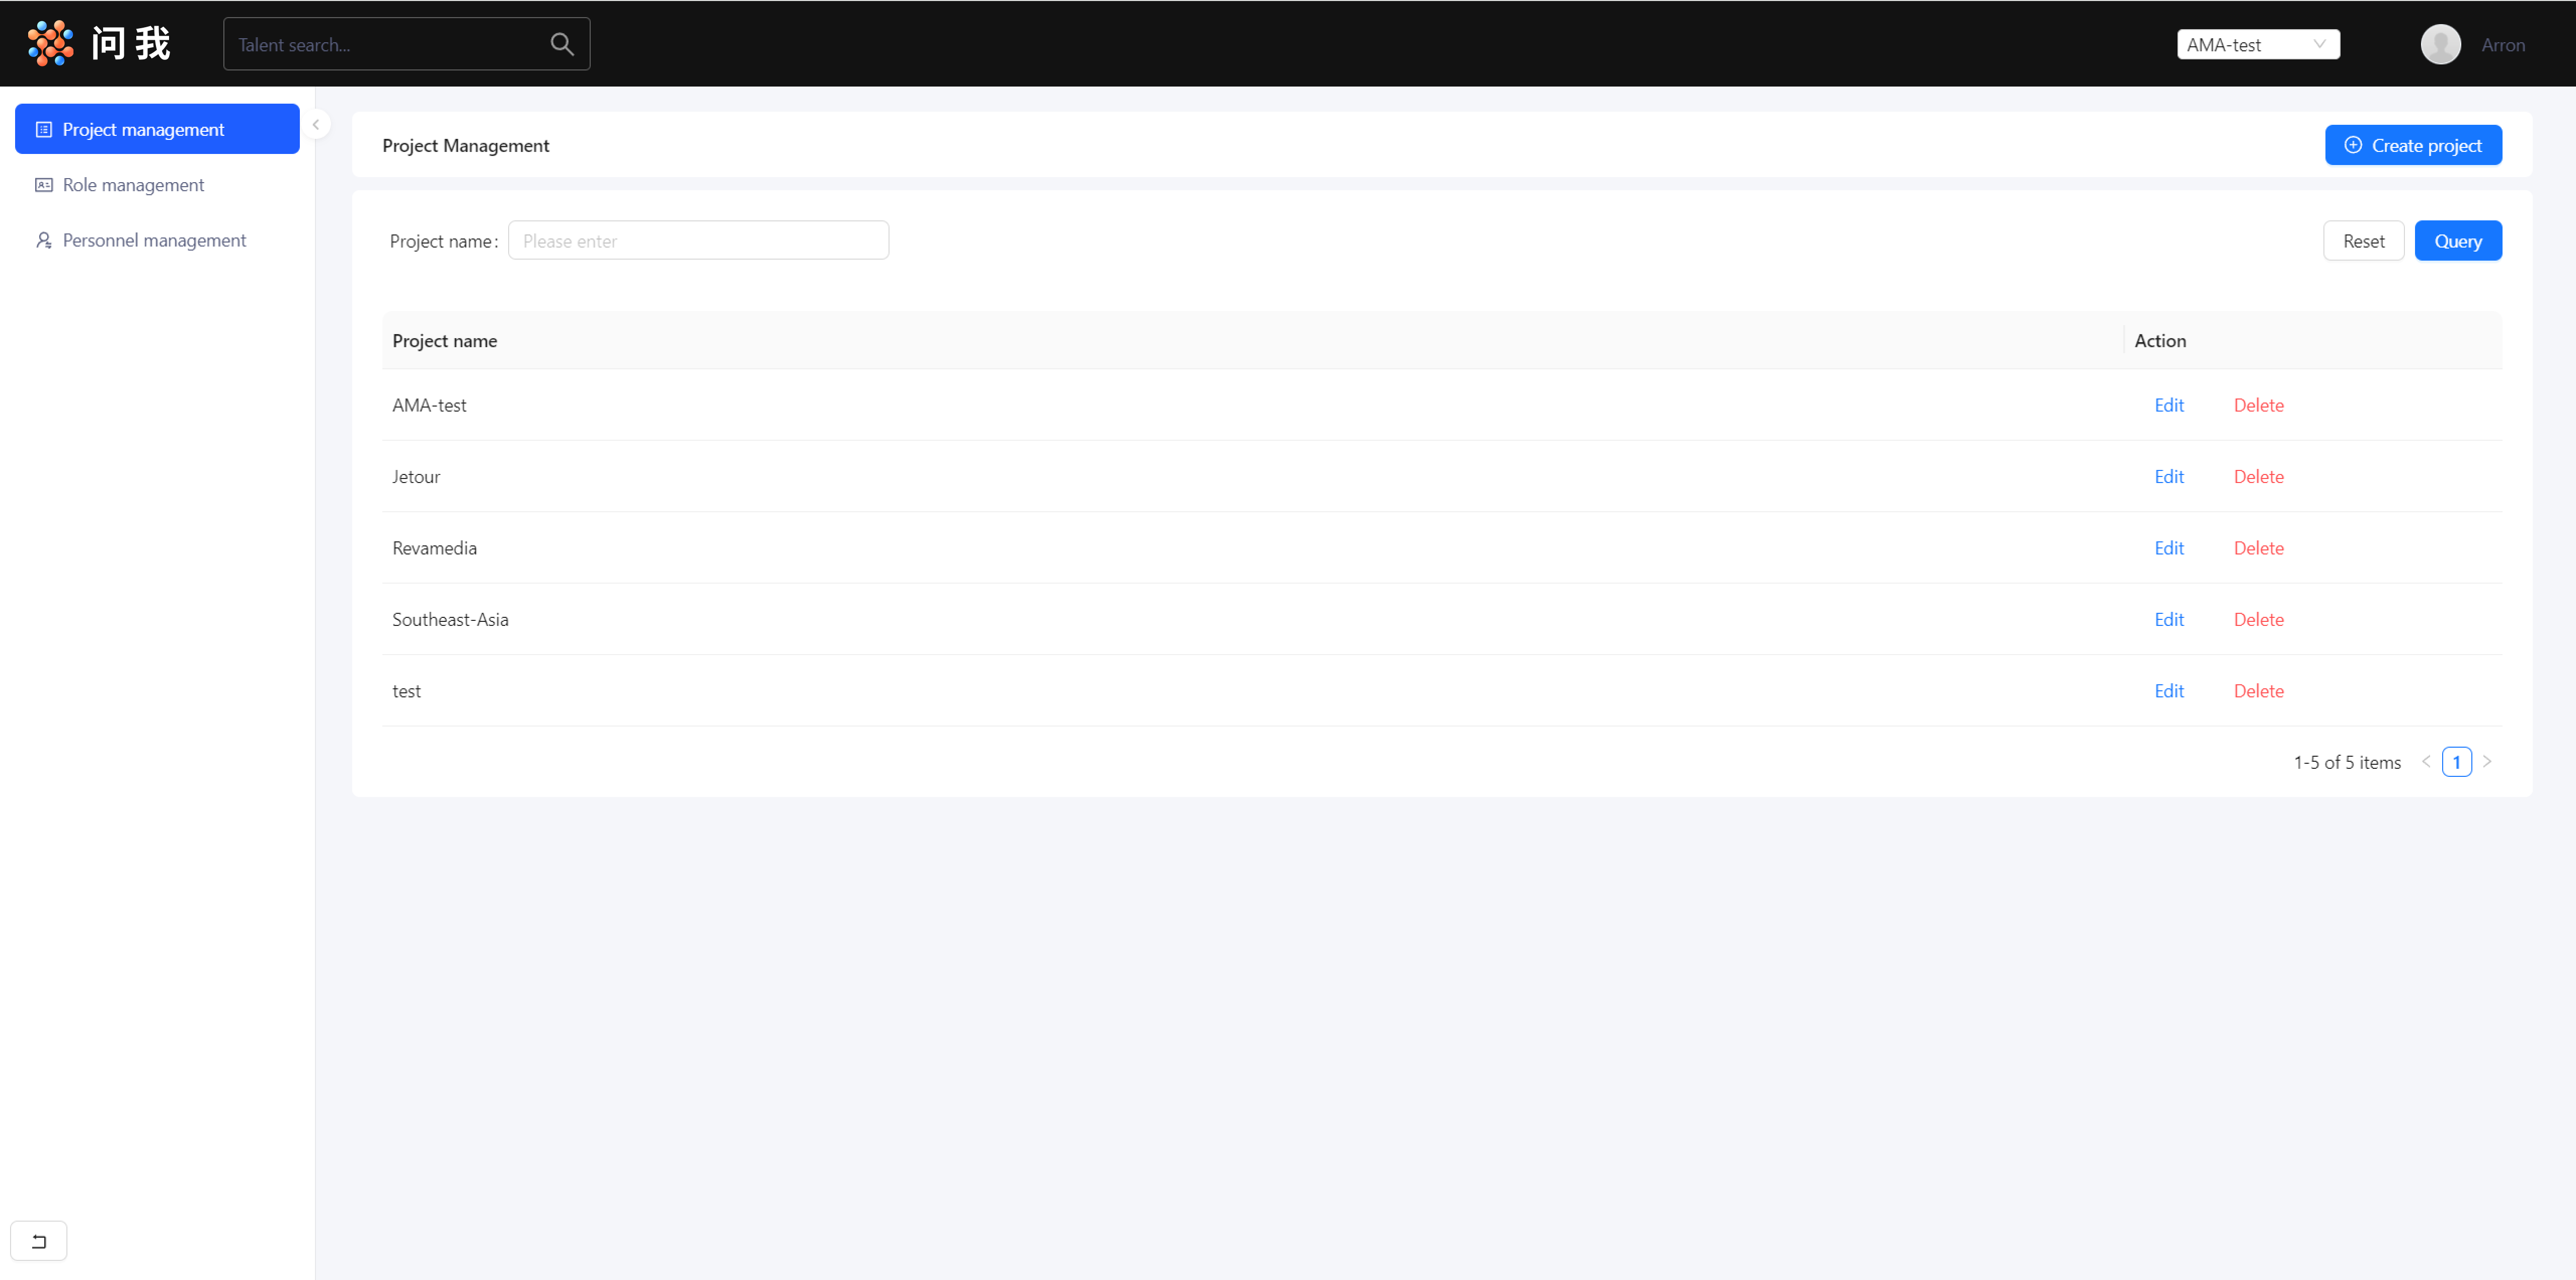 问我
Talent search...
AMA-test
Arron
Project management
Role management
Personnel management
Project Management
Create project
Project name: Please enter
Reset Query
Project name Action
AMA-test Edit Delete
Jetour Edit Delete
Revamedia Edit Delete
Southeast-Asia Edit Delete
test Edit Delete
1-5 of 5 items < 1 >